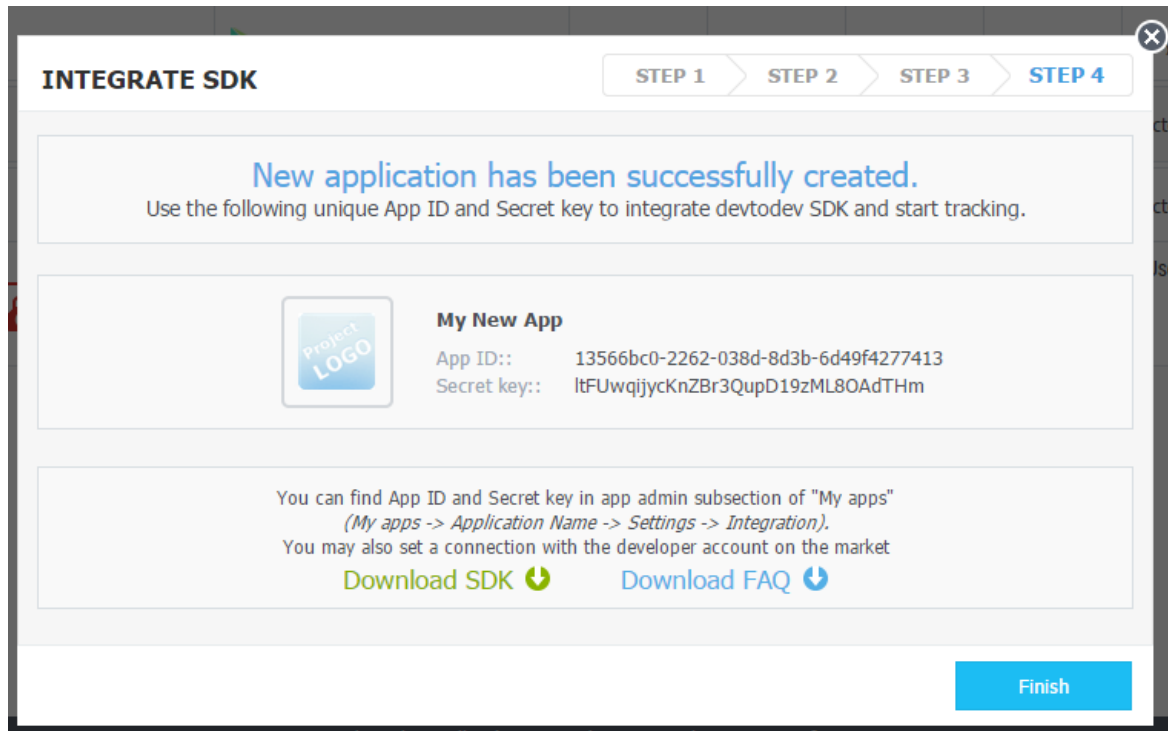 INTEGRATE SDK
STEP 1 STEP 2 STEP 3 STEP 4
New application has been successfully created.
Use the following unique App ID and Secret key to integrate devtodev SDK and start tracking.
Project LOGO
My New App
App ID:: 13566bc0-2262-038d-8d3b-6d49f4277413
Secret key:: ltFUwqijycKnZBr3QupD19zML8OAdTHm
You can find App ID and Secret key in app admin subsection of "My apps"
(My apps -> Application Name -> Settings -> Integration).
You may also set a connection with the developer account on the market
Download SDK Download FAQ
Finish